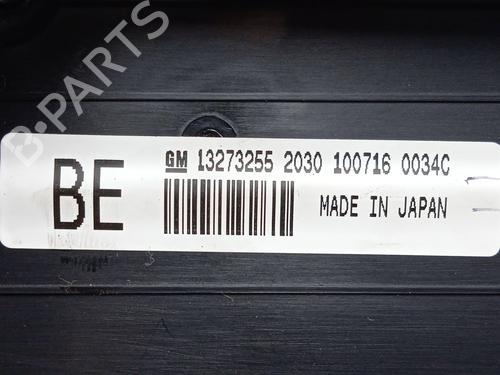 B-PARTS
BE
GM 13273255 2030 100716 0034C
MADE IN JAPAN